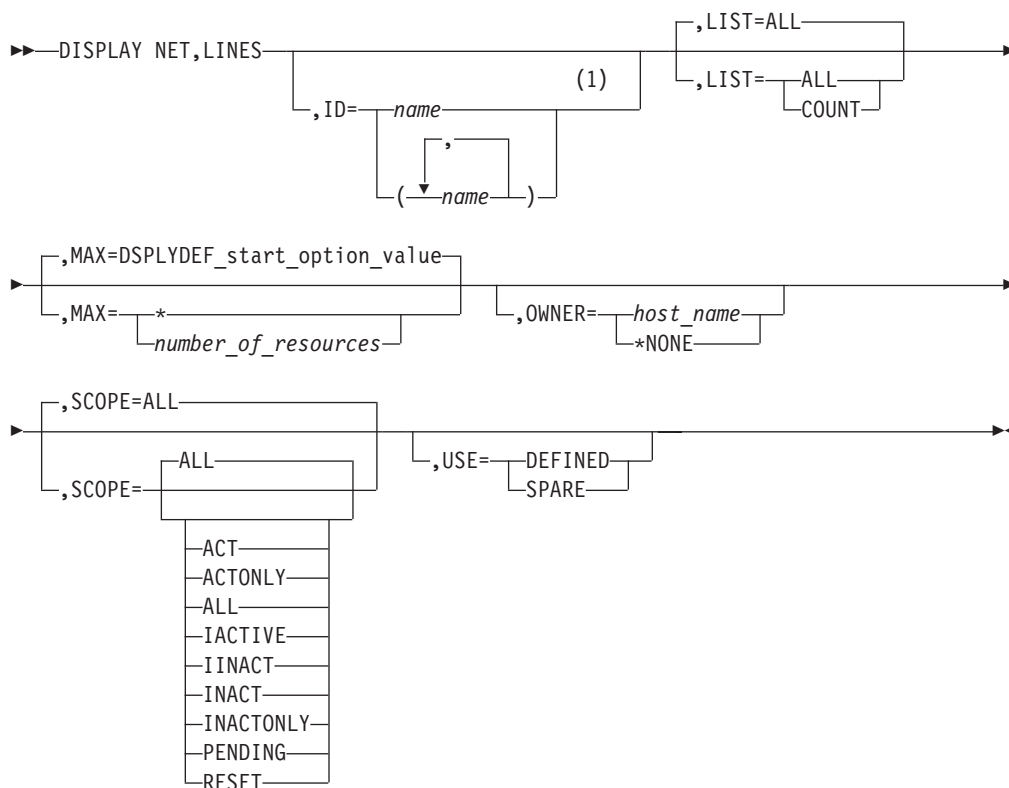 ,LIST=ALL
DISPLAY NET,LINES
(1)
,LIST= ALL
COUNT
,ID= name
,
( name )
,MAX=DSPLYDEF_start_option_value
,MAX= *
number_of_resources
,OWNER= host_name
*NONE
,SCOPE=ALL
ALL
,SCOPE=
,USE= DEFINED
SPARE
ACT
ACTONLY
ALL
IACTIVE
IINACT
INACT
INACTONLY
PENDING
RESET